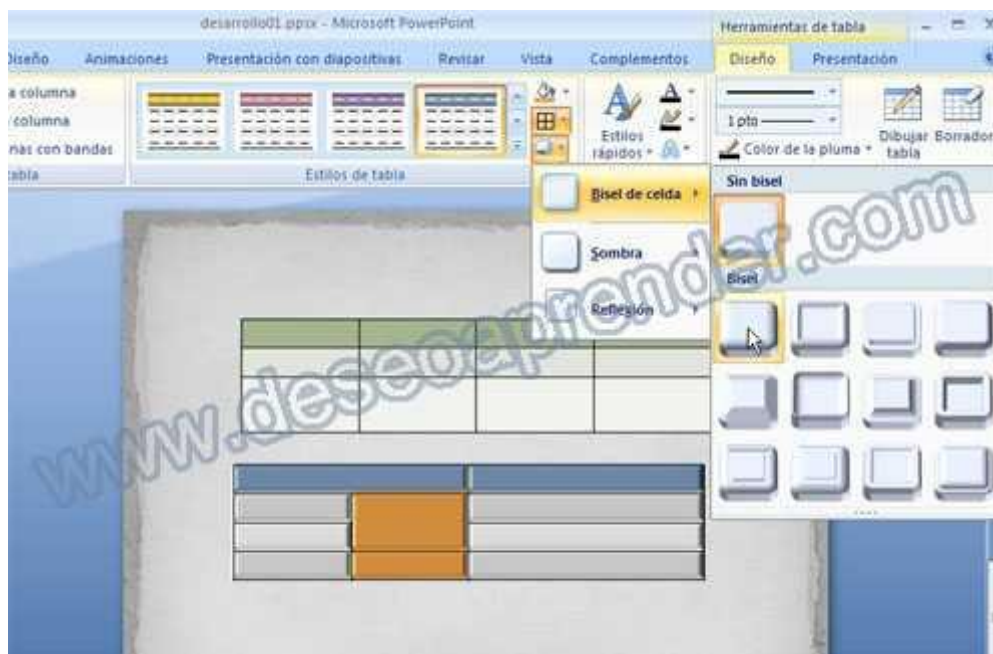 desarrollo01.pptx - Microsoft PowerPoint
Herramientas de tabla
Diseño Animaciones Presentación con diapositivas Revisar Vista Complementos Diseño Presentación
a columna
columna
nas con bandas
tabla
Estilos de tabla
Estilos
rápidos
1 pto
Color de la pluma
Dibujar
tabla
Borrador
Bisel de celda
Sombra
Reflexión
Sin bisel
Bisel
www.deseoaprender.com